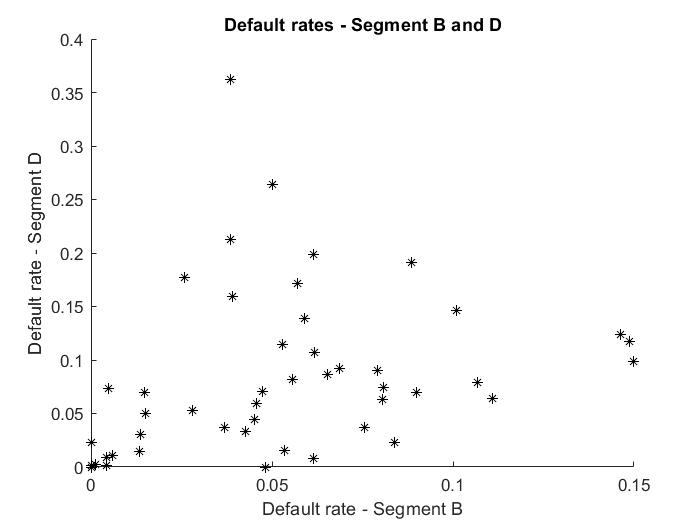 Default rates - Segment B and D
0.4
0.35
0.3
0.25
0.2
0.15
0.1
0.05
0
Default rate - Segment D
0 0.05 0.1 0.15
Default rate - Segment B